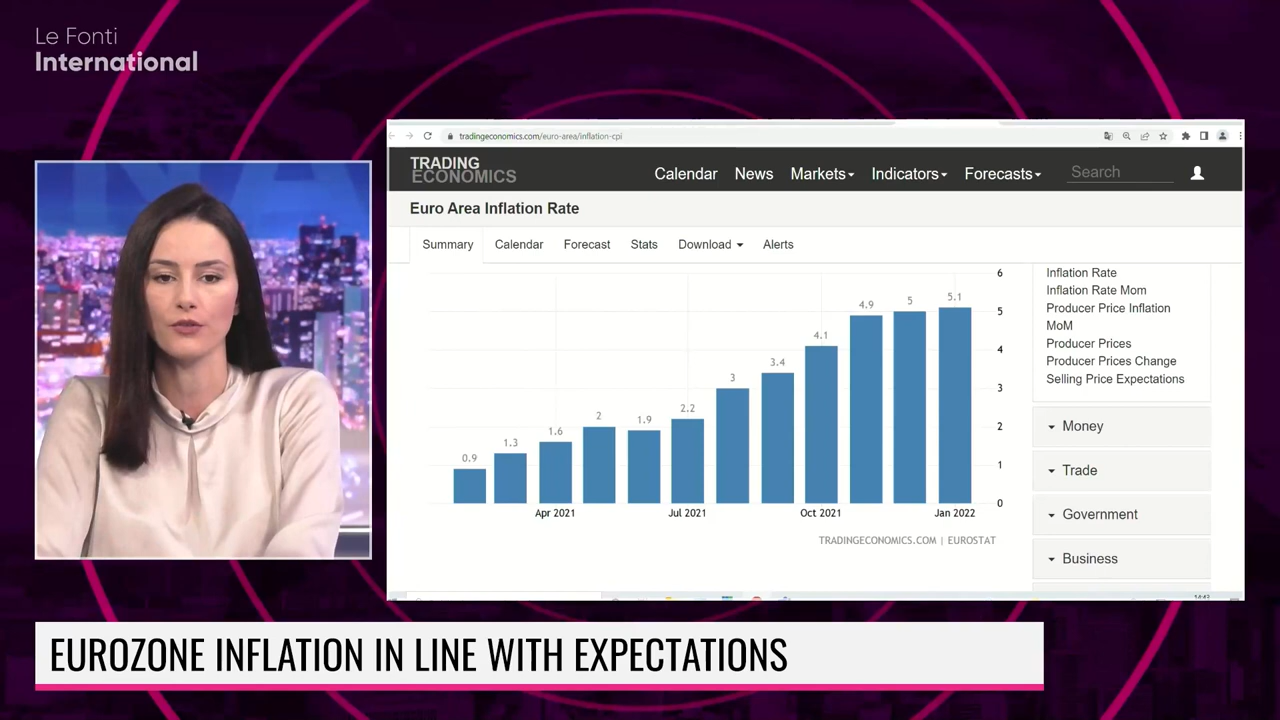 Le Fonti
International
tradingeconomics.com/euro-area/inflation-cpi
TRADING
ECONOMICS
Calendar News Markets Indicators Forecasts Search
Euro Area Inflation Rate
Summary Calendar Forecast Stats Download Alerts
6
5
4
3
2
1
0
0.9
1.3
1.6
2
1.9
2.2
3
3.4
4.1
4.9
5
5.1
Apr 2021 Jul 2021 Oct 2021 Jan 2022
TRADINGECONOMICS.COM | EUROSTAT
Inflation Rate
Inflation Rate Mom
Producer Price Inflation
MoM
Producer Prices
Producer Prices Change
Selling Price Expectations
Money
Trade
Government
Business
EUROZONE INFLATION IN LINE WITH EXPECTATIONS